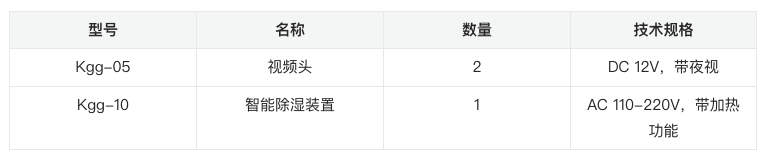 型号 名称 数量 技术规格
Kgg-05 视频头 2 DC 12V，带夜视
Kgg-10 智能除湿装置 1 AC 110-220V，带加热
功能